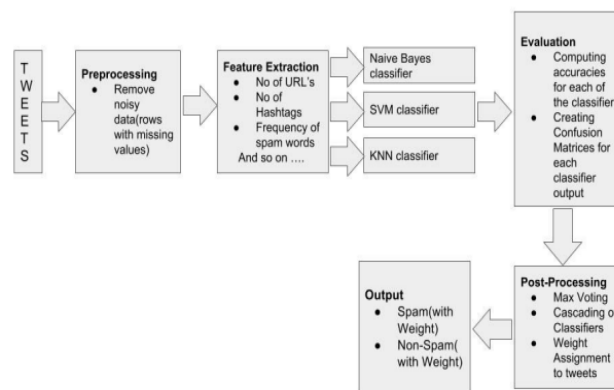 T
W
E
E
T
S
Preprocessing
● Remove
noisy
data(rows
with missing
values)
Feature Extraction
● No of URL's
● No of
Hashtags
● Frequency of
spam words
And so on ....
Naive Bayes
classifier
SVM classifier
KNN classifier
Evaluation
● Computing
accuracies
for each of
the classifier
● Creating
Confusion
Matrices for
each
classifier
output
Post-Processing
● Max Voting
● Cascading o
Classifiers
● Weight
Assignment
to tweets
Output
● Spam(with
Weight)
● Non-Spam(
with Weight)